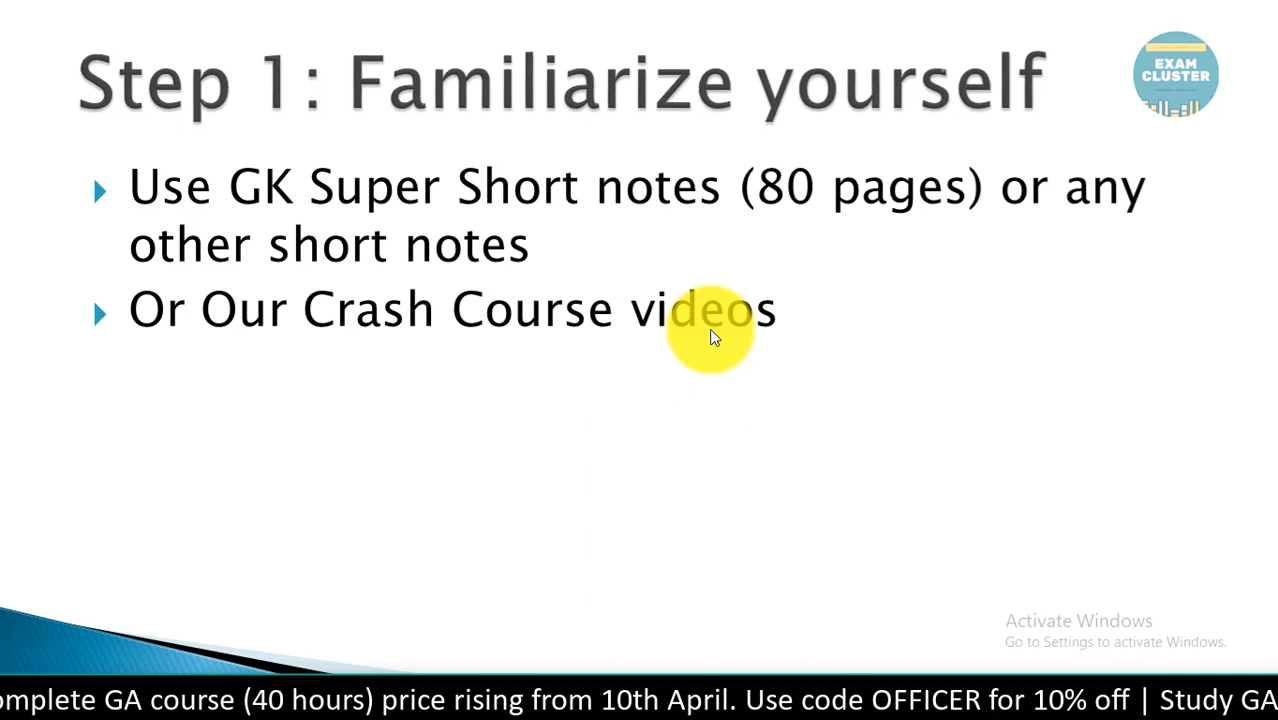 Step 1: Familiarize yourself
EXAM
CLUSTER
Use GK Super Short notes (80 pages) or any
other short notes
Or Our Crash Course videos
Activate Windows
Go to Settings to activate Windows.
omplete GA course (40 hours) price rising from 10th April. Use code OFFICER for 10% off | Study GA